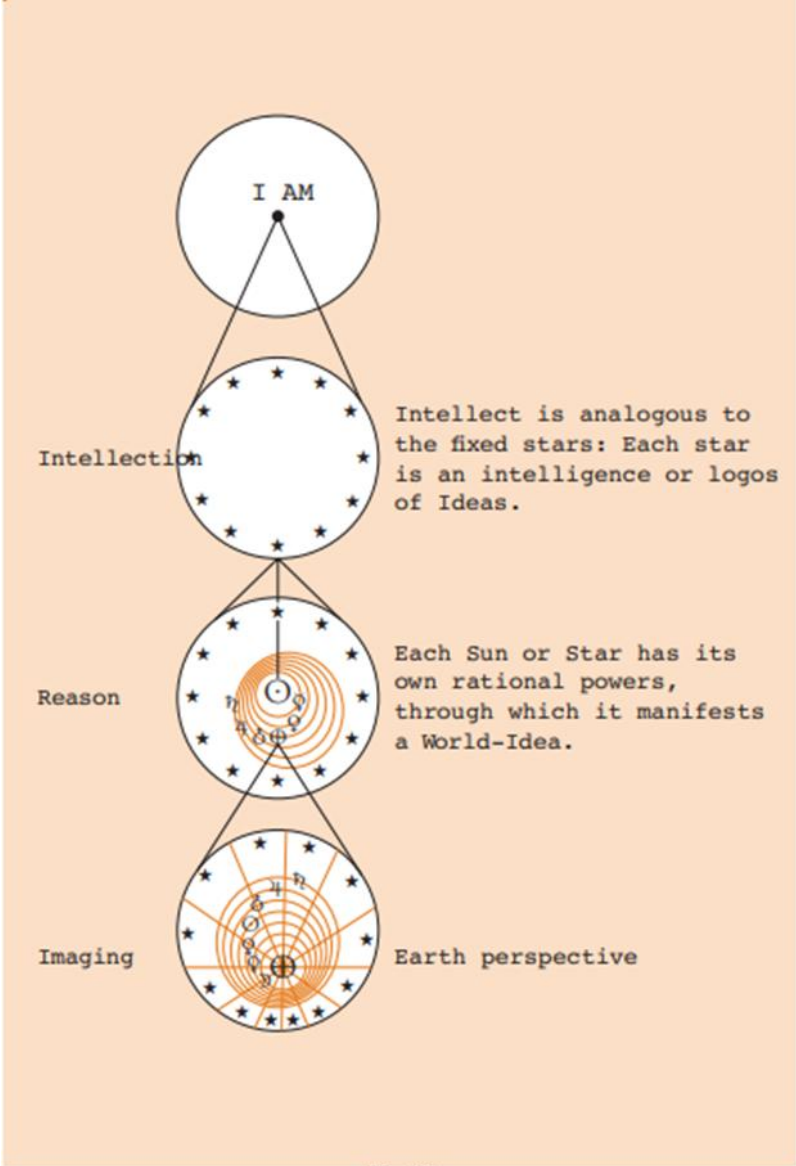 I AM
Intellection
Intellect is analogous to
the fixed stars: Each star
is an intelligence or logos
of Ideas.
Reason
Each Sun or Star has its
own rational powers,
through which it manifests
a World-Idea.
Imaging
Earth perspective